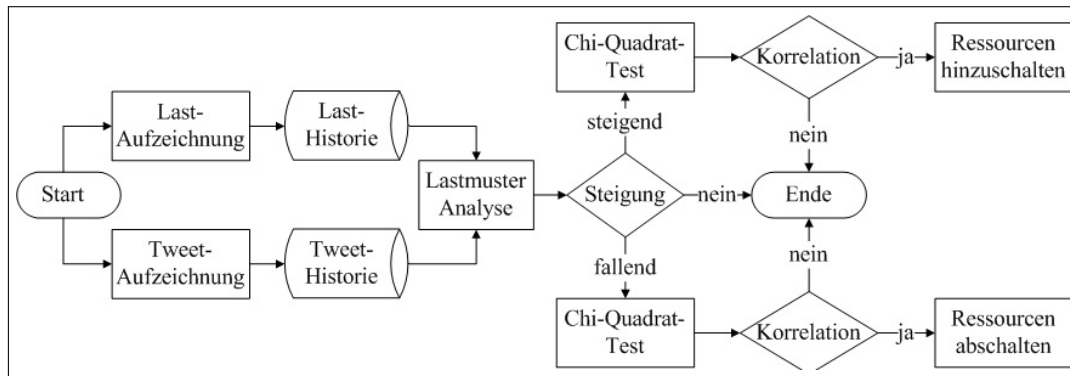 Start
Last-
Aufzeichnung
Last-
Historie
Tweet-
Aufzeichnung
Tweet-
Historie
Lastmuster
Analyse
Steigung
steigend
Chi-Quadrat-
Test
Korrelation
ja
Ressourcen
hinzuschalten
nein
nein
Ende
fallend
Chi-Quadrat-
Test
Korrelation
nein
ja
Ressourcen
abschalten